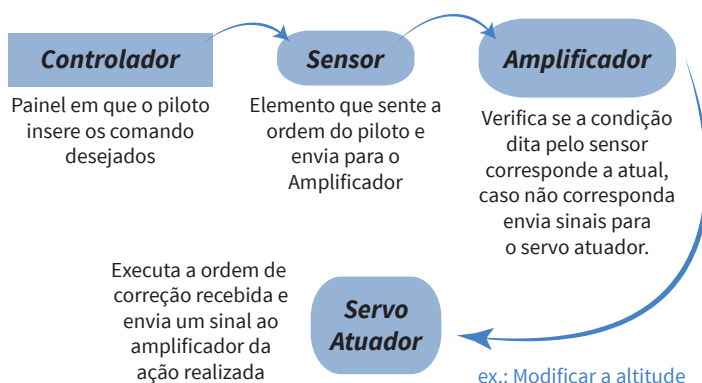 Controlador
Painel em que o piloto
insere os comando
desejados
Sensor
Elemento que sente a
ordem do piloto e
envia para o
Amplificador
Amplificador
Verifica se a condição
dita pelo sensor
corresponde a atual,
caso não corresponda
envia sinais para
o servo atuador.
Servo
Atuador
Executa a ordem de
correção recebida e
envia um sinal ao
amplificador da
ação realizada
ex.: Modificar a altitude